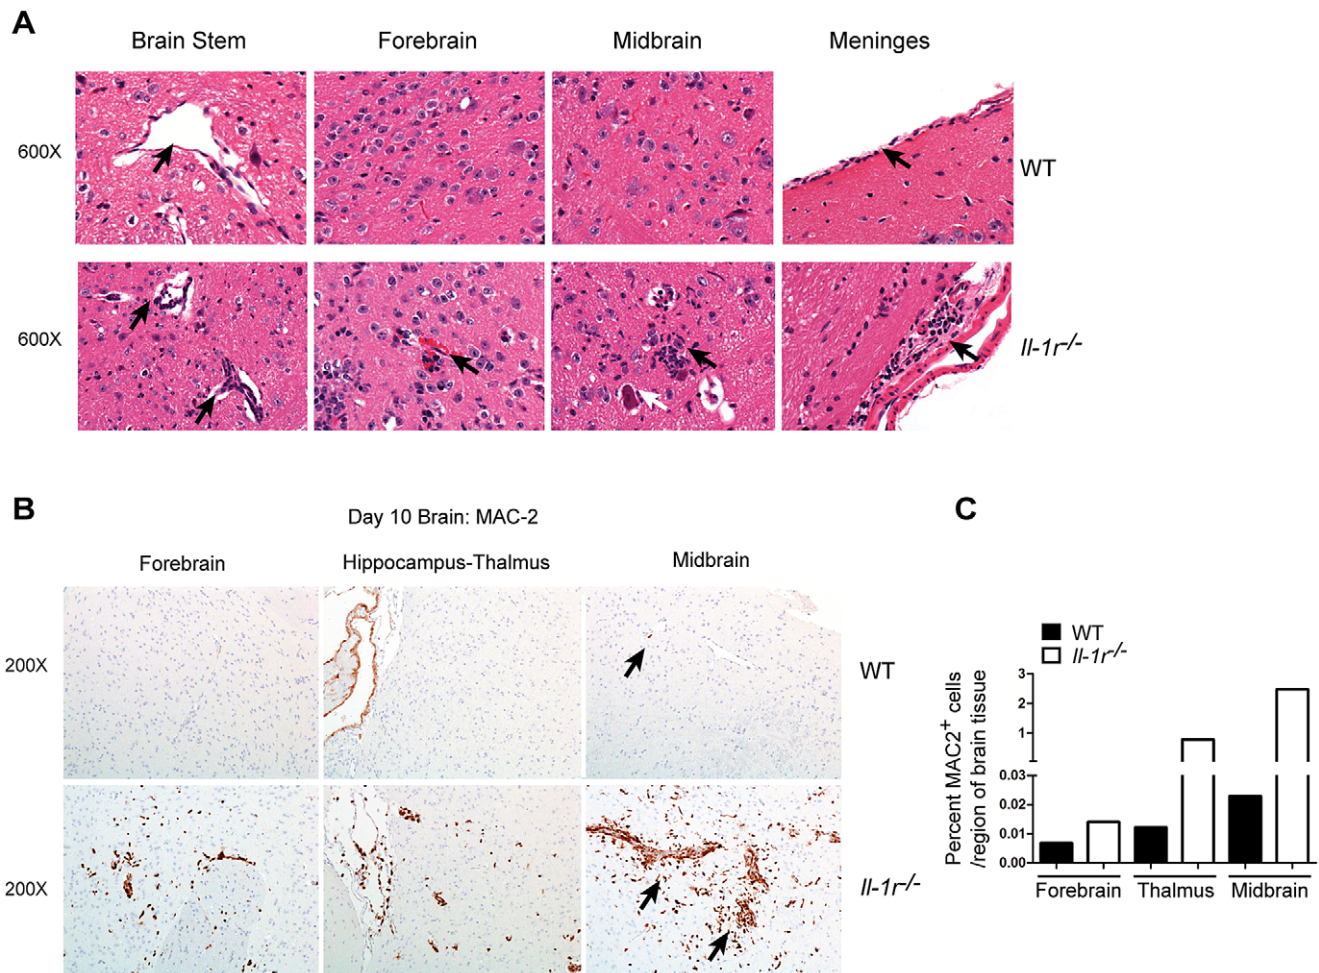 A
Brain Stem Forebrain Midbrain Meninges
600X
WT
600X
Il-1r-/-
B
Day 10 Brain: MAC-2
Forebrain Hippocampus-Thalmus Midbrain
200X
WT
200X
Il-1r-/-
C
WT
Il-1r-/-
Percent MAC2+ cells
/region of brain tissue
3
2
1
0.03
0.02
0.01
0.00
Forebrain Thalmus Midbrain